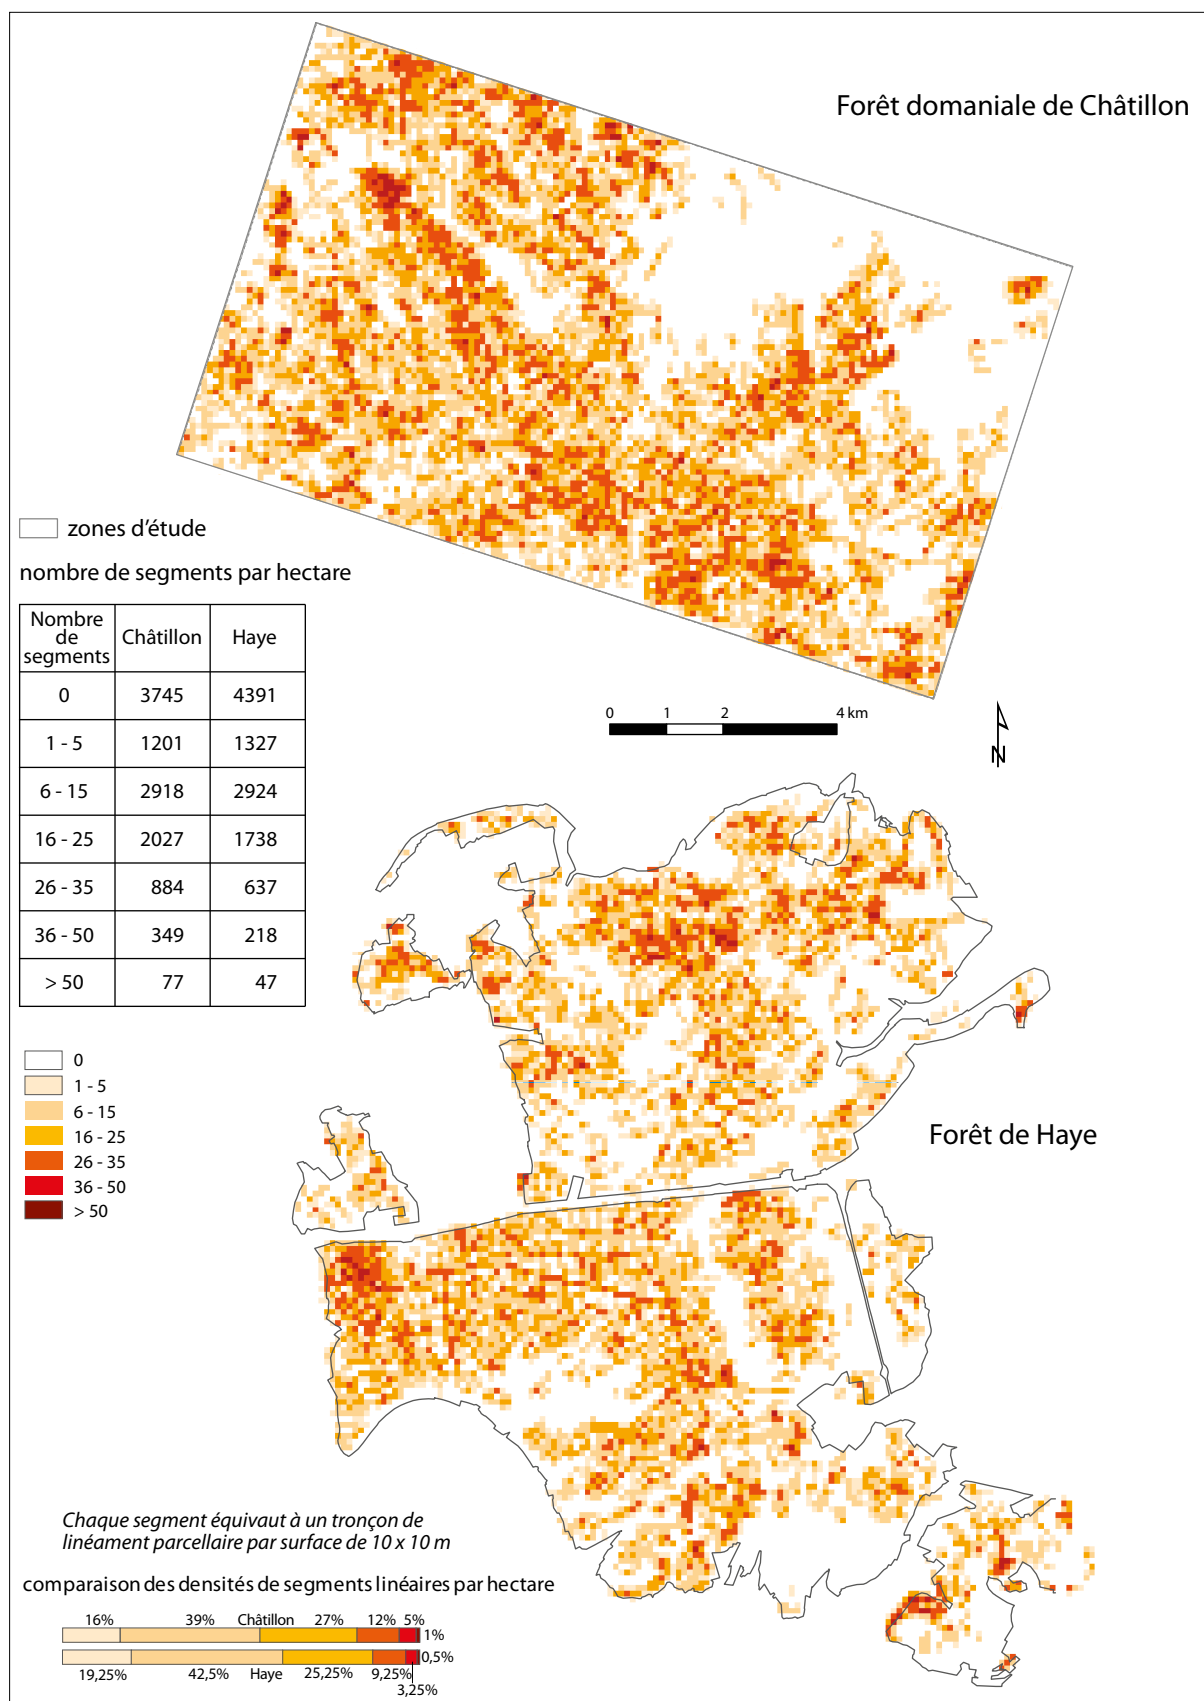 Forêt domaniale de Châtillon
zones d'étude
nombre de segments par hectare
Nombre de segments Châtillon Haye
0 3745 4391
1 - 5 1201 1327
6 - 15 2918 2924
16 - 25 2027 1738
26 - 35 884 637
36 - 50 349 218
> 50 77 47
0 1 2 4 km
N
0
1 - 5
6 - 15
16 - 25
26 - 35
36 - 50
> 50
Forêt de Haye
Chaque segment équivaut à un tronçon de
linéament parcellaire par surface de 10 x 10 m
comparaison des densités de segments linéaires par hectare
16% 39% Châtillon 27% 12% 5%
1%
0,5%
19,25% 42,5% Haye 25,25% 9,25%
3,25%